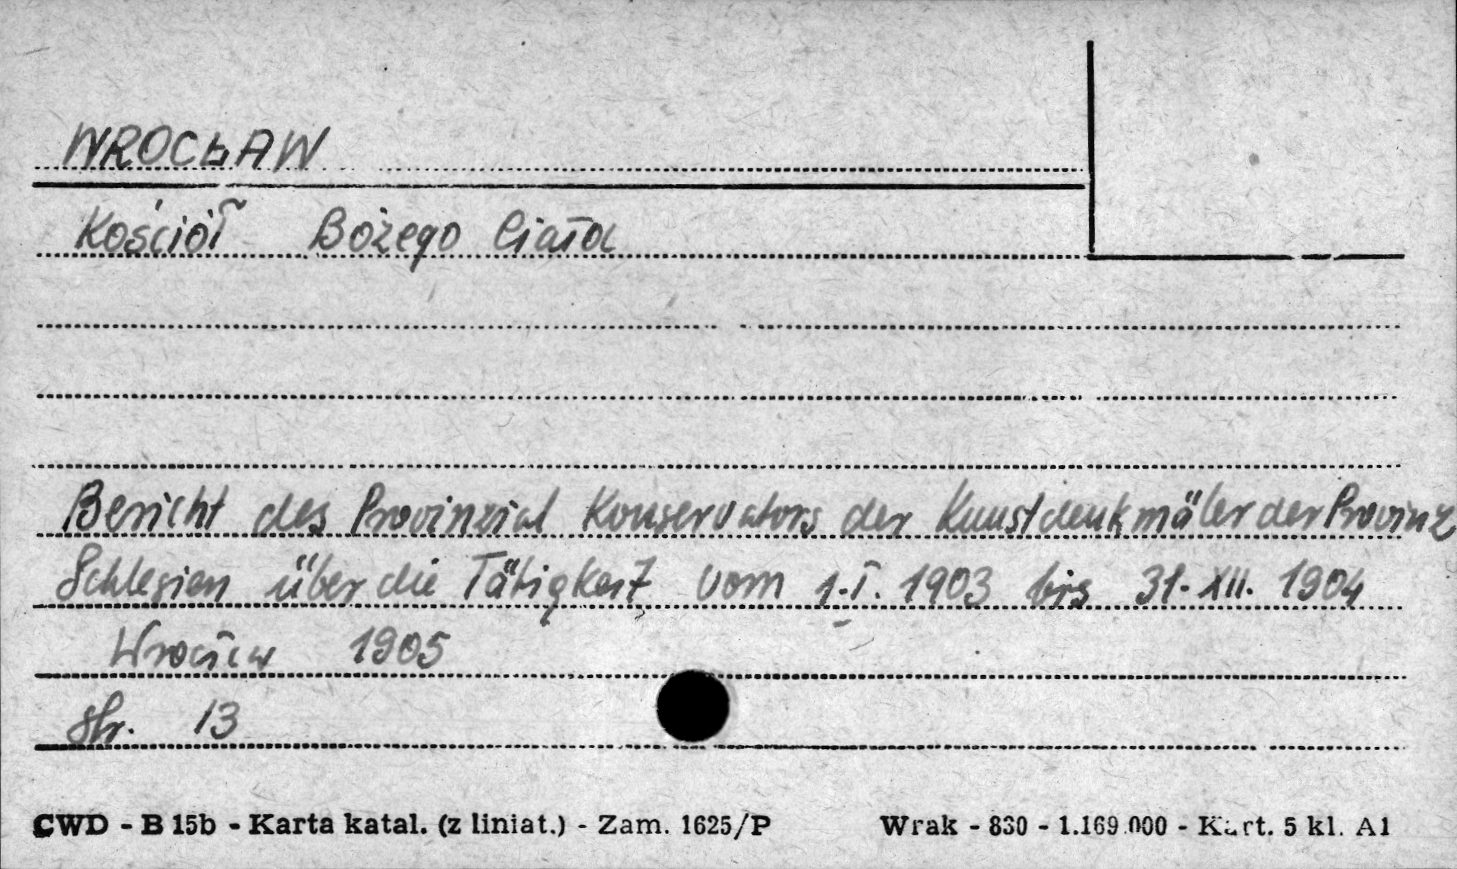 WROCŁAW
Kościół Bożego Ciała
Bericht des Provinzial Konservators der Kunstdenkmäler der Provinz
Schlesien über die Tätigkeit vom 1.I. 1903 bis 31.XII. 1904
Wrocław 1905
Str. 13
CWD - B 15b - Karta katal. (z liniat.) - Zam. 1625/P Wrak - 830 - 1.169.000 - Kart. 5 kl. A1